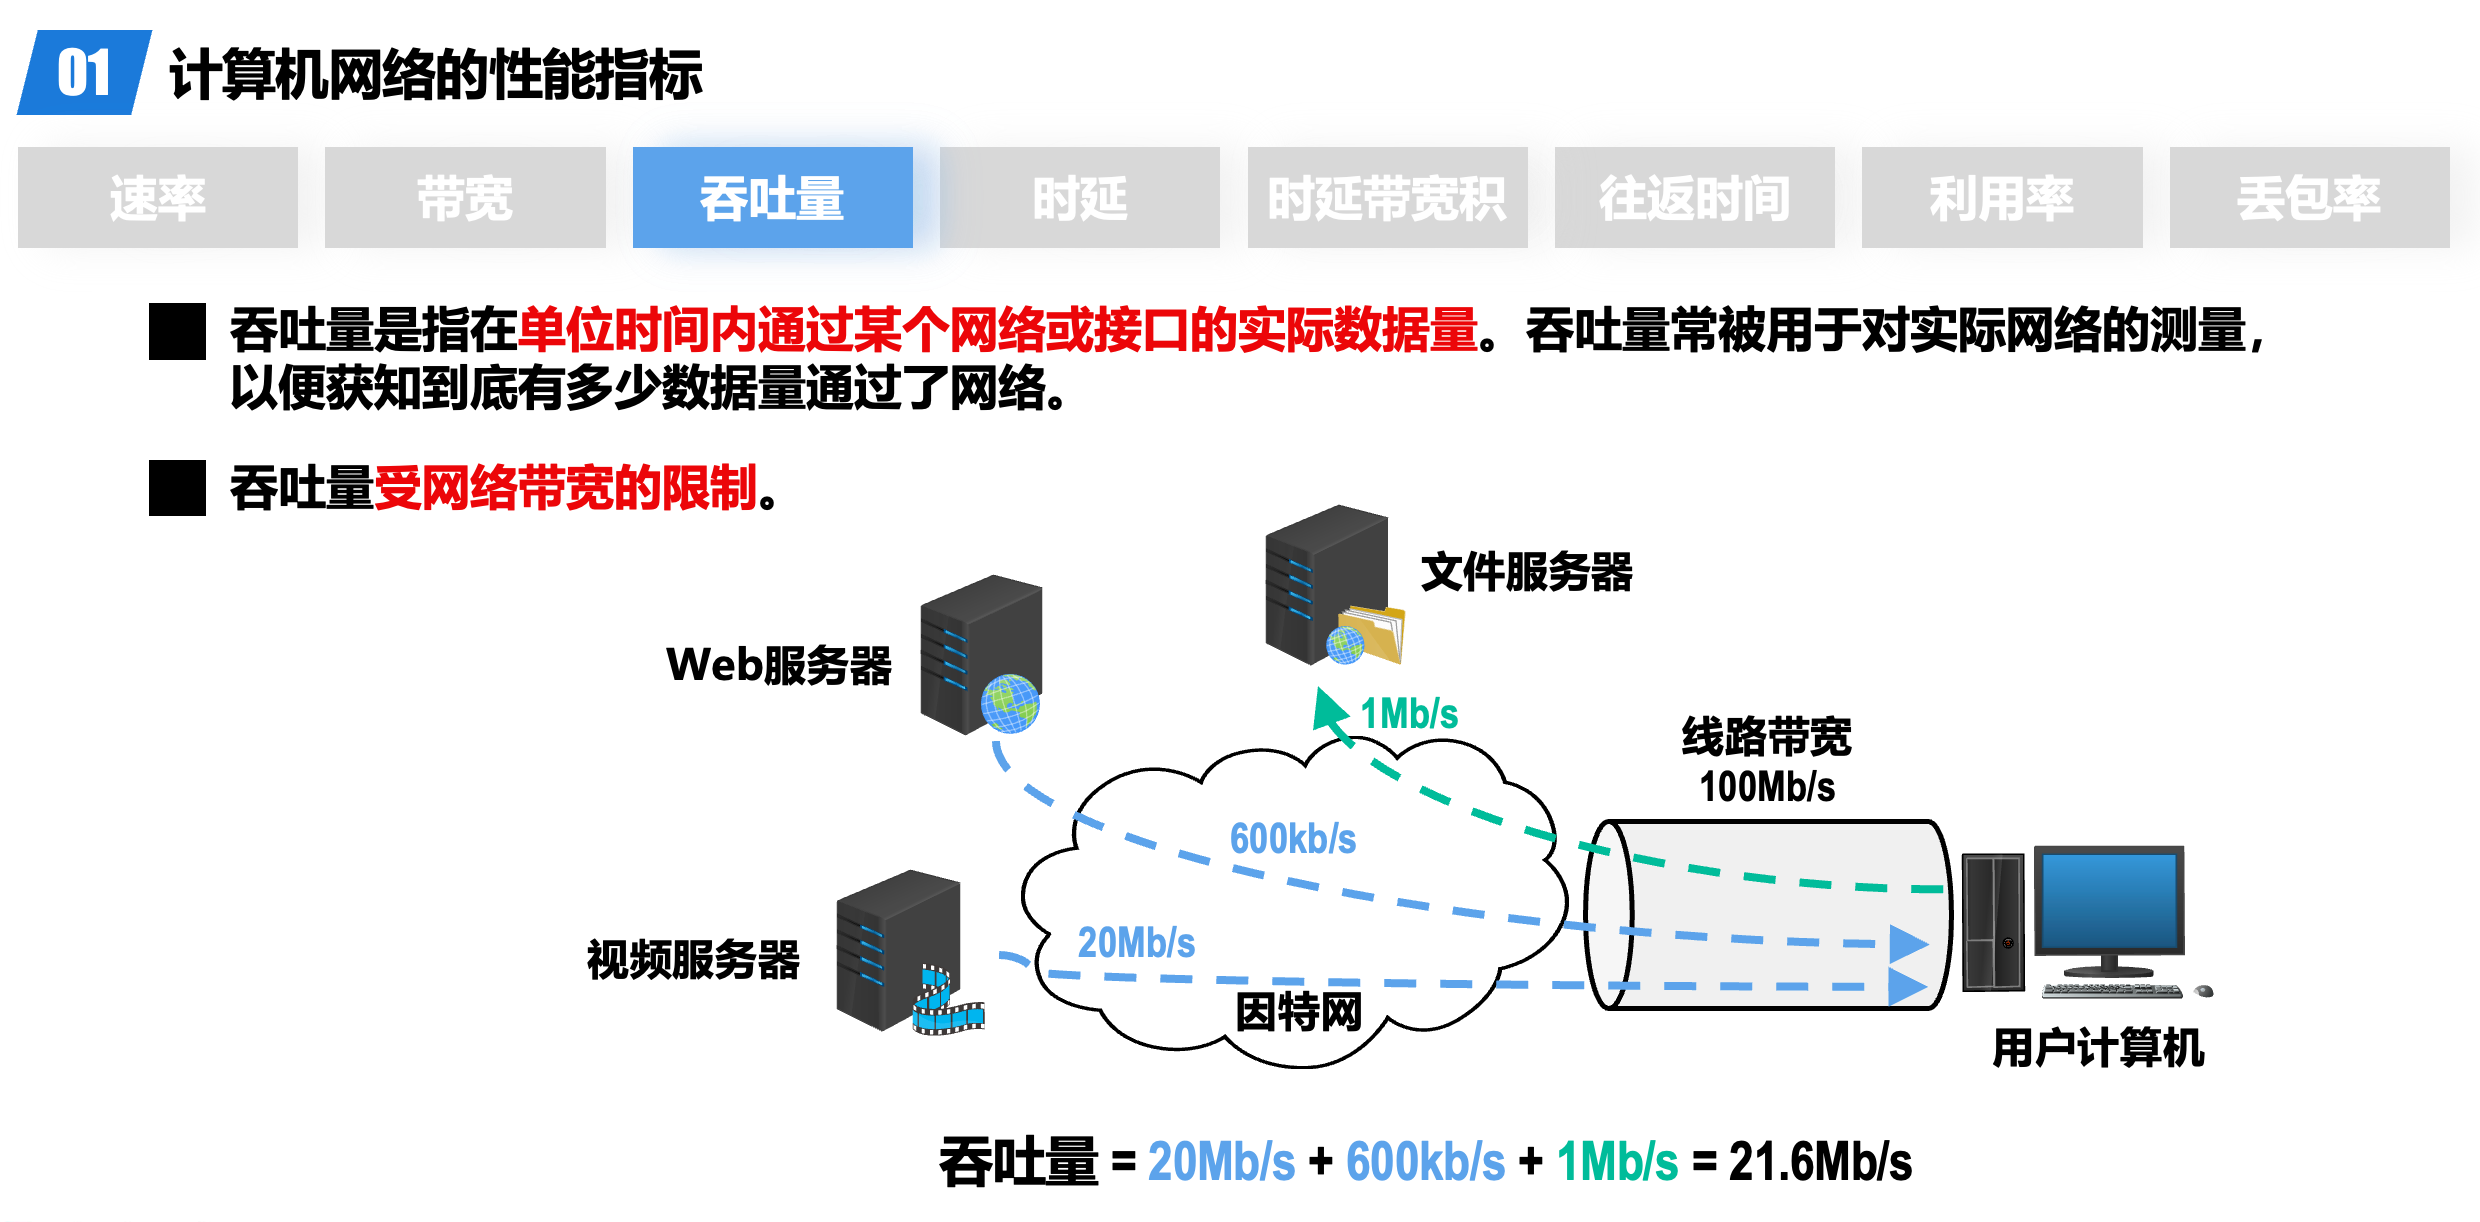 01 计算机网络的性能指标
速率 带宽 吞吐量 时延 时延带宽积 往返时间 利用率 丢包率
吞吐量是指在单位时间内通过某个网络或接口的实际数据量。吞吐量常被用于对实际网络的测量，
以便获知到底有多少数据量通过了网络。
吞吐量受网络带宽的限制。
文件服务器
Web服务器
1Mb/s
线路带宽
100Mb/s
600kb/s
20Mb/s
视频服务器
因特网
用户计算机
吞吐量 = 20Mb/s + 600kb/s + 1Mb/s = 21.6Mb/s